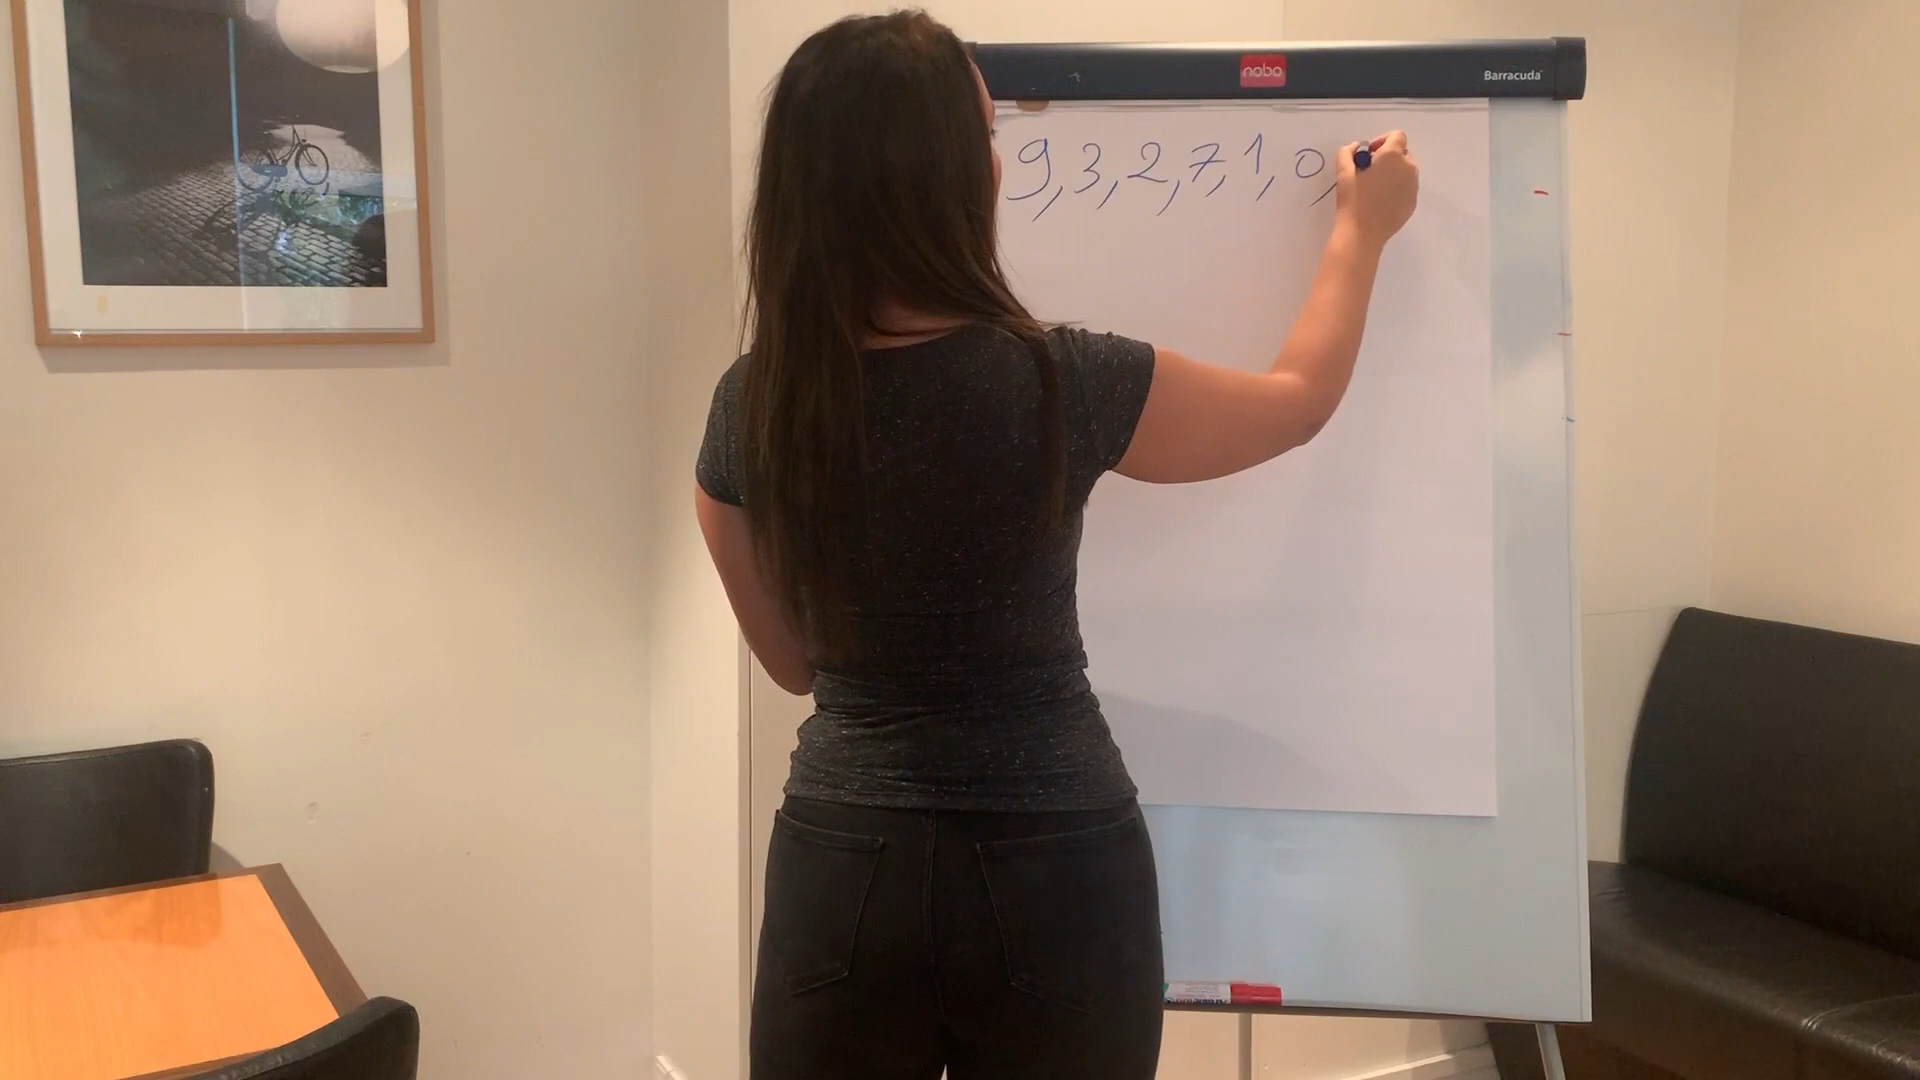 nobo
Barracuda
9, 3, 2, 7, 1, 0,